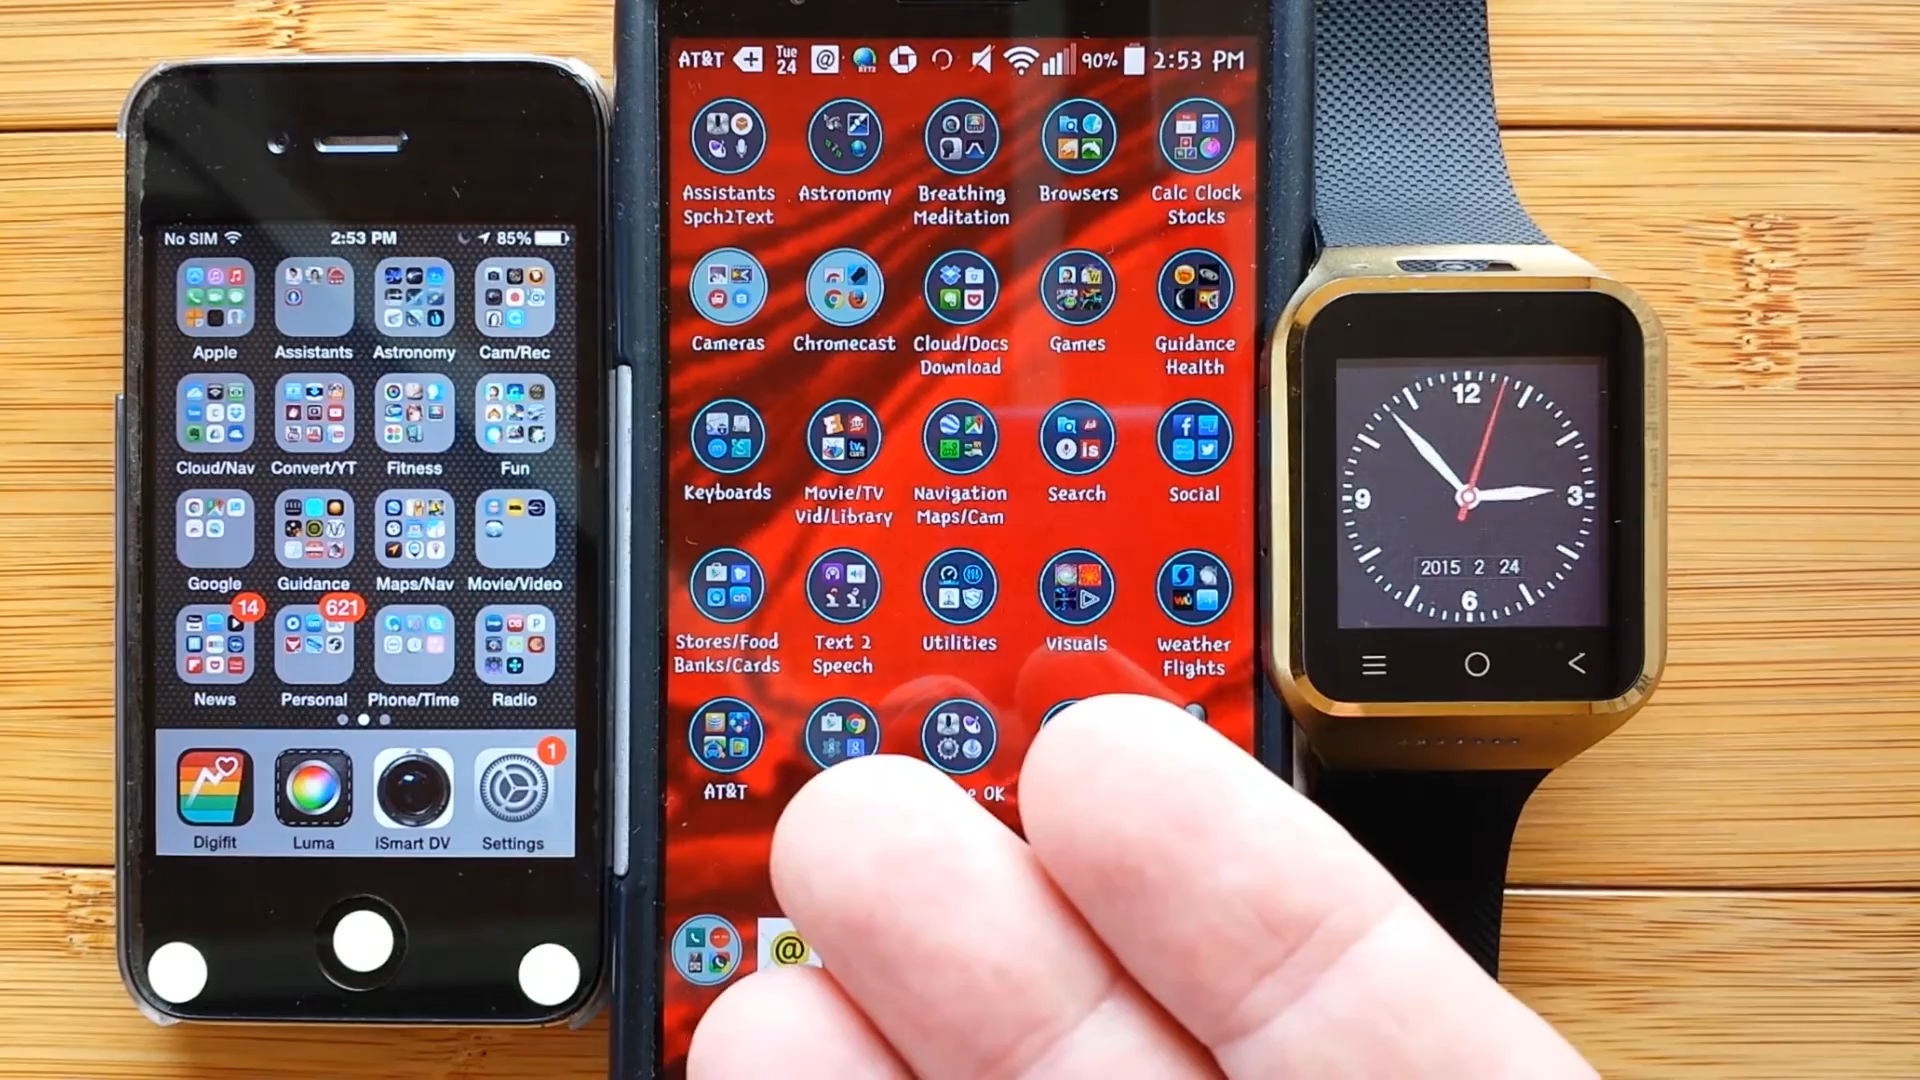 No SIM 2:53 PM 85%
Apple Assistants Astronomy Cam/Rec
Cloud/Nav Convert/YT Fitness Fun
Google Guidance Maps/Nav Movie/Video
14 621
News Personal Phone/Time Radio
1
Digifit Luma iSmart DV Settings
AT&T Tue 24 @ 90% 2:53 PM
Assistants Spch2Text
Astronomy
Breathing Meditation
Browsers
Calc Clock Stocks
Cameras
Chromecast
Cloud/Docs Download
Games
Guidance Health
Keyboards
Movie/TV Vid/Library
Navigation Maps/Cam
Search
is
Social
Stores/Food Banks/Cards
Text 2 Speech
Utilities
Visuals
Weather Flights
AT&T
OK
@
12
3
9
2015 2 24
6